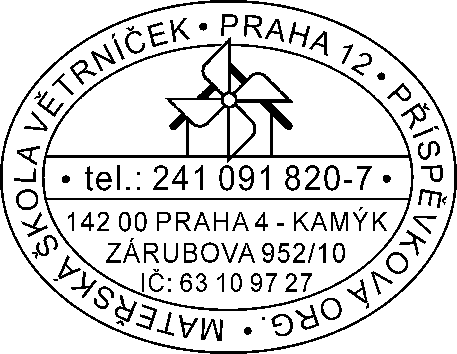 MATEŘSKÁ ŠKOLA VĚTRNÍČEK • PRAHA 12 • PŘÍSPĚVKOVÁ ORG. •
• tel.: 241 091 820-7 •
142 00 PRAHA 4 - KAMÝK
ZÁRUBOVA 952/10
IČ: 63 10 97 27